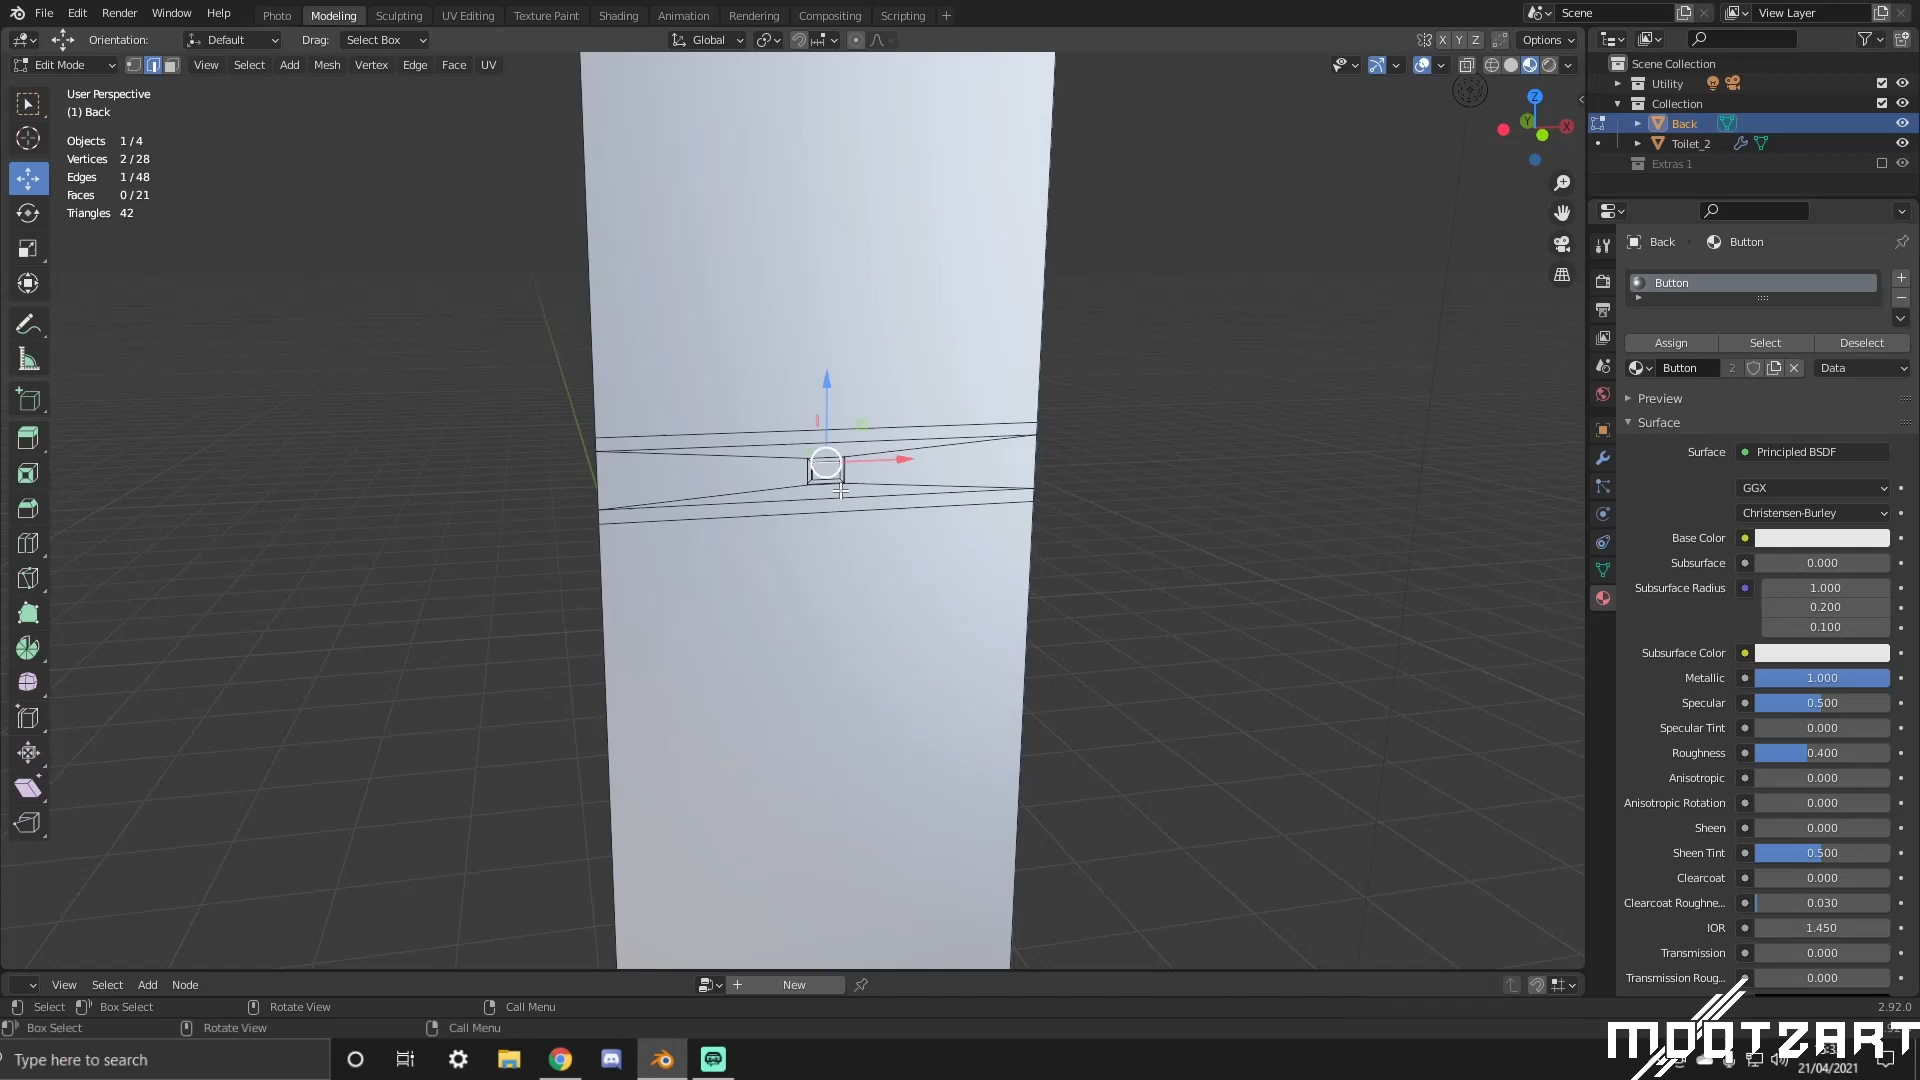 File Edit Render Window Help Photo Modeling Sculpting UV Editing Texture Paint Shading Animation Rendering Compositing Scripting + Scene View Layer
Orientation: Default Drag: Select Box Global X Y Z Options
Edit Mode View Select Add Mesh Vertex Edge Face UV
User Perspective
(1) Back
Objects 1 / 4
Vertices 2 / 28
Edges 1 / 48
Faces 0 / 21
Triangles 42
Z
Y
X
Scene Collection
Utility
Collection
Back
Toilet_2
Extras 1
Back Button
Button
Assign Select Deselect
Button 2 Data
Preview
Surface
Surface Principled BSDF
GGX
Christensen-Burley
Base Color
Subsurface 0.000
Subsurface Radius 1.000
0.200
0.100
Subsurface Color
Metallic 1.000
Specular 0.500
Specular Tint 0.000
Roughness 0.400
Anisotropic 0.000
Anisotropic Rotation 0.000
Sheen 0.000
Sheen Tint 0.500
Clearcoat 0.000
Clearcoat Roughne... 0.030
IOR 1.450
Transmission 0.000
Transmission Roug... 0.000
View Select Add Node New
Select Box Select Rotate View Call Menu 2.92.0
Box Select Rotate View Call Menu
MOOTZART
Type here to search
21/04/2021